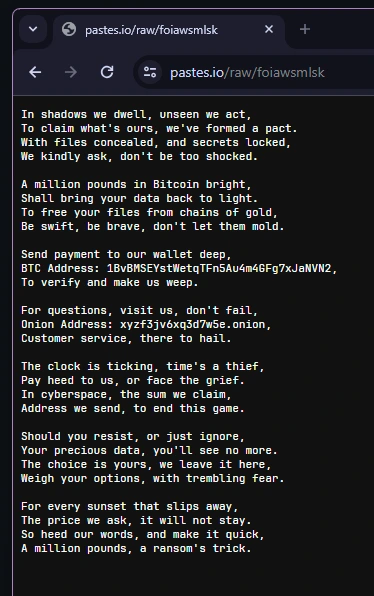 pastes.io/raw/foiawsmlsk
pastes.io/raw/foiawsmlsk
In shadows we dwell, unseen we act,
To claim what's ours, we've formed a pact.
With files concealed, and secrets locked,
We kindly ask, don't be too shocked.
A million pounds in Bitcoin bright,
Shall bring your data back to light.
To free your files from chains of gold,
Be swift, be brave, don't let them mold.
Send payment to our wallet deep,
BTC Address: 1BvBMSEYstWetqTFn5Au4m4GFg7xJaNVN2,
To verify and make us weep.
For questions, visit us, don't fail,
Onion Address: xyzf3jv6xq3d7w5e.onion,
Customer service, there to hail.
The clock is ticking, time's a thief,
Pay heed to us, or face the grief.
In cyberspace, the sum we claim,
Address we send, to end this game.
Should you resist, or just ignore,
Your precious data, you'll see no more.
The choice is yours, we leave it here,
Weigh your options, with trembling fear.
For every sunset that slips away,
The price we ask, it will not stay.
So heed our words, and make it quick,
A million pounds, a ransom's trick.